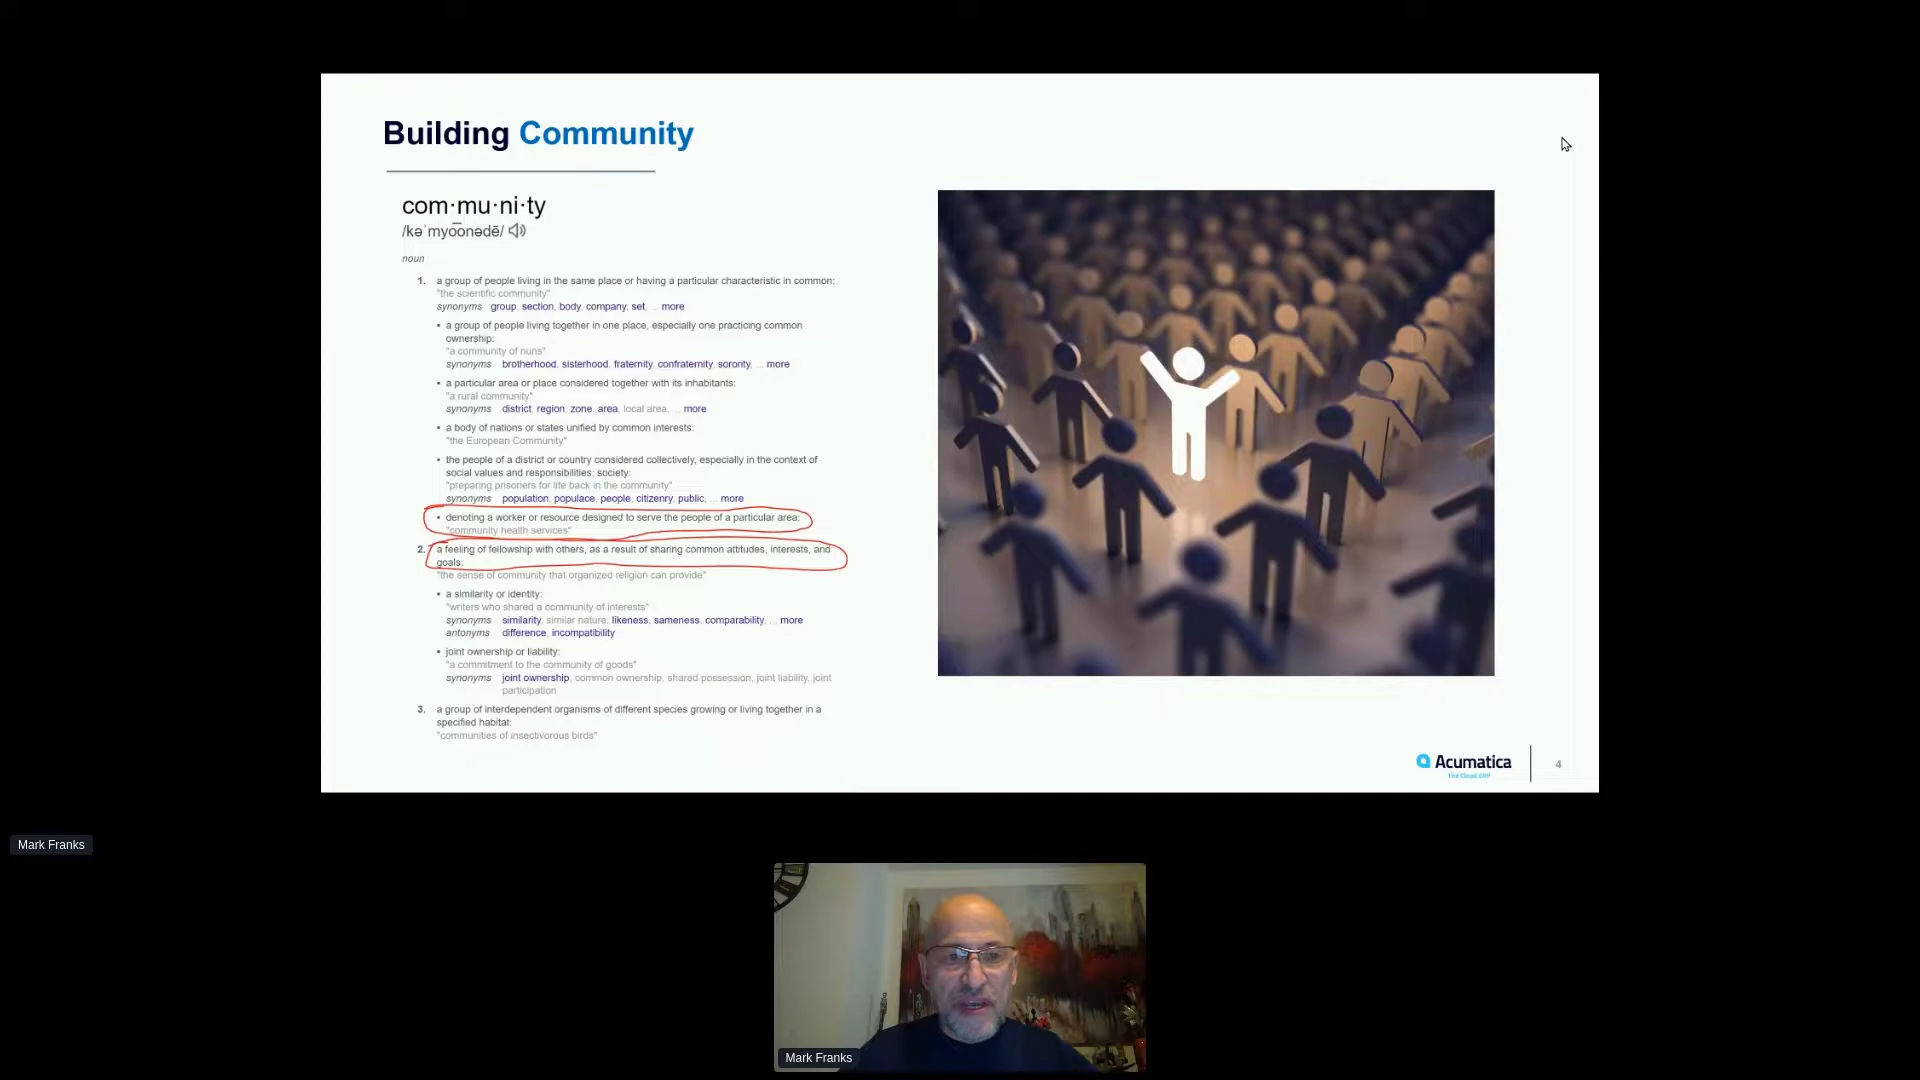 Building Community
com·mu·ni·ty
/kəˈmyo͞onədē/
noun
1. a group of people living in the same place or having a particular characteristic in common:
"the scientific community"
synonyms group, section, body, company, set, ... more
• a group of people living together in one place, especially one practicing common
ownership:
"a community of nuns"
synonyms brotherhood, sisterhood, fraternity, confraternity, sorority, ... more
• a particular area or place considered together with its inhabitants:
"a rural community"
synonyms district, region, zone, area, local area, ... more
• a body of nations or states unified by common interests:
"the European Community"
• the people of a district or country considered collectively, especially in the context of
social values and responsibilities; society:
"preparing prisoners for life back in the community"
synonyms population, populace, people, citizenry, public, ... more
• denoting a worker or resource designed to serve the people of a particular area:
"community health services"
2. a feeling of fellowship with others, as a result of sharing common attitudes, interests, and
goals:
"the sense of community that organized religion can provide"
• a similarity or identity:
"writers who shared a community of interests"
synonyms similarity, similar nature, likeness, sameness, comparability, ... more
antonyms difference, incompatibility
• joint ownership or liability:
"a commitment to the community of goods"
synonyms joint ownership, common ownership, shared possession, joint liability, joint
participation
3. a group of interdependent organisms of different species growing or living together in a
specified habitat:
"communities of insectivorous birds"
Acumatica
The Cloud ERP
4
Mark Franks
Mark Franks